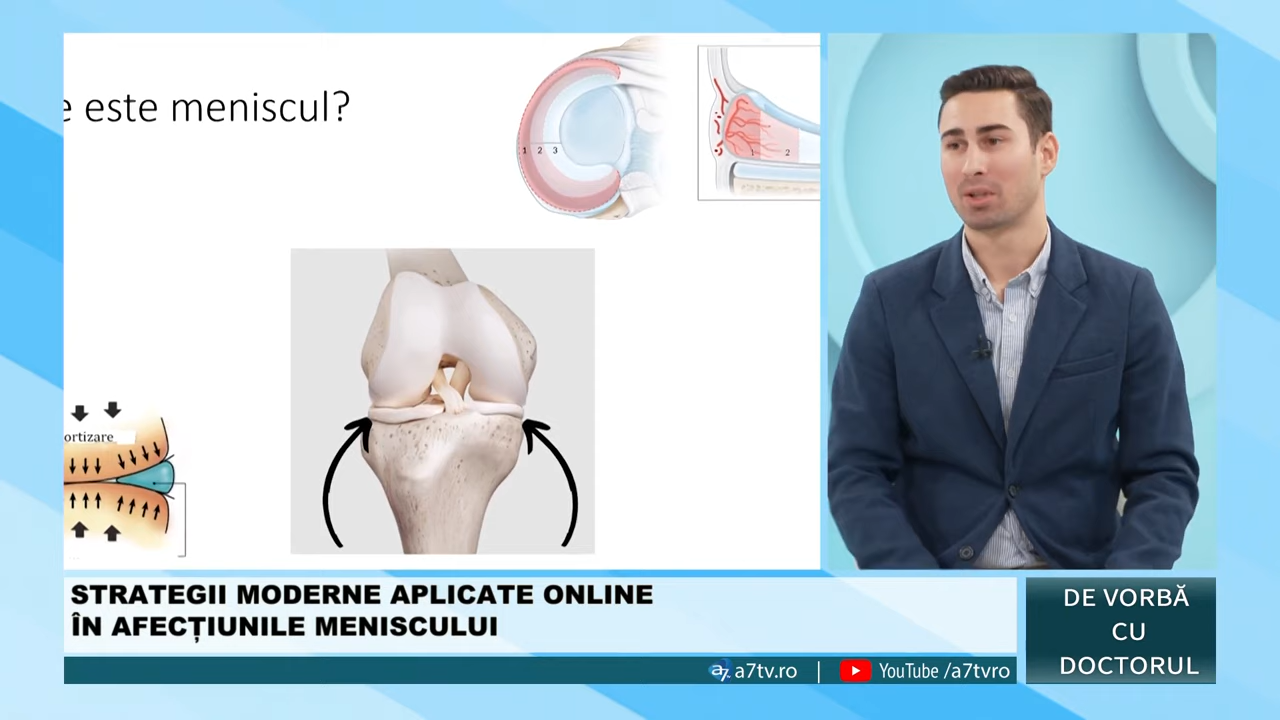 e este meniscul?
1 2 3
1 2
ortizare
STRATEGII MODERNE APLICATE ONLINE
ÎN AFECȚIUNILE MENISCULUI
DE VORBĂ
CU
DOCTORUL
a7 a7tv.ro | YouTube /a7tvro